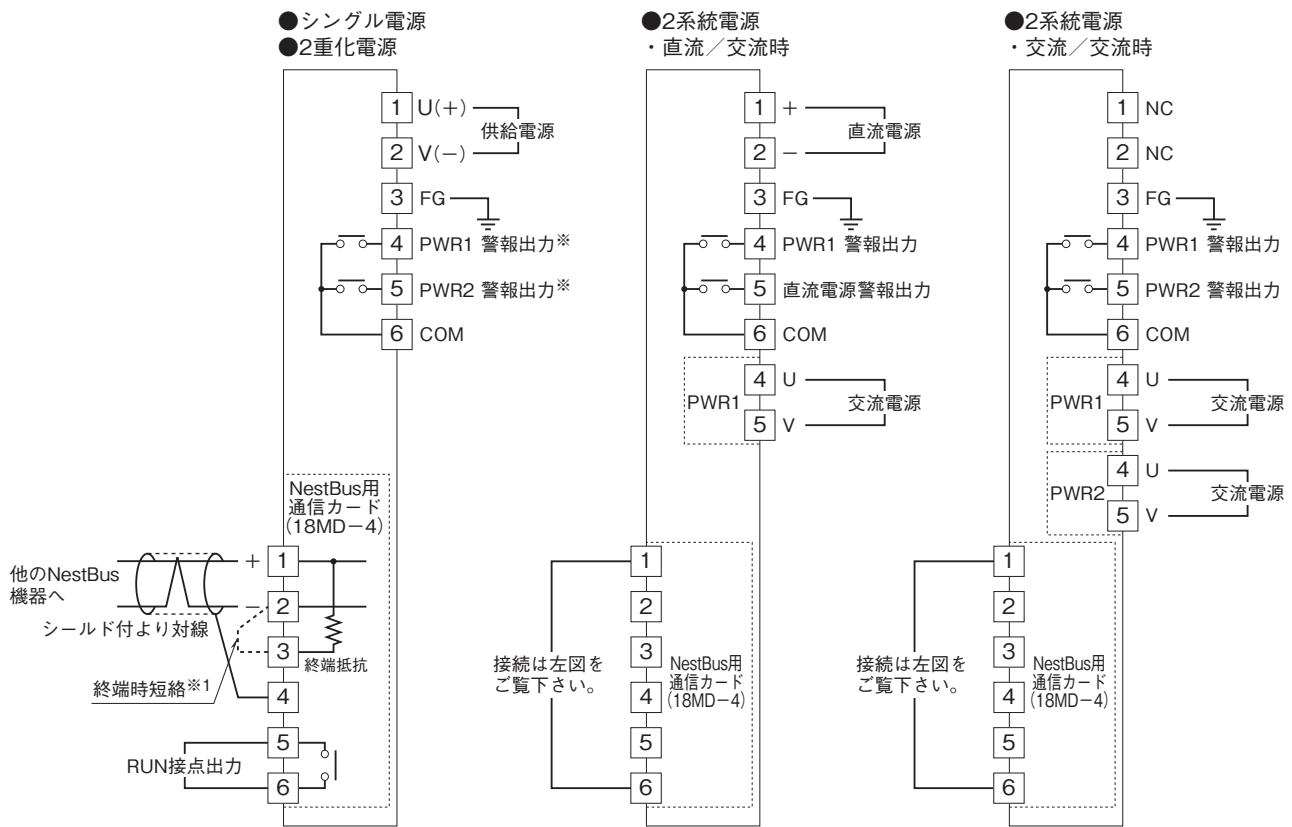 ●シングル電源
●2重化電源
1 U(+)
供給電源
2 V(−)
3 FG
4 PWR1 警報出力※
5 PWR2 警報出力※
6 COM
NestBus用
通信カード
(18MD−4)
他のNestBus
機器へ
+ 1
− 2
シールド付より対線
3
終端抵抗
終端時短絡※1
4
5
RUN接点出力
6
●2系統電源
・直流／交流時
1 +
直流電源
2 −
3 FG
4 PWR1 警報出力
5 直流電源警報出力
6 COM
PWR1
4 U
交流電源
5 V
1
2
3
4
5
6
接続は左図を
ご覧下さい。
NestBus用
通信カード
(18MD−4)
●2系統電源
・交流／交流時
1 NC
2 NC
3 FG
4 PWR1 警報出力
5 PWR2 警報出力
6 COM
PWR1
4 U
交流電源
5 V
PWR2
4 U
交流電源
5 V
1
2
3
4
5
6
接続は左図を
ご覧下さい。
NestBus用
通信カード
(18MD−4)